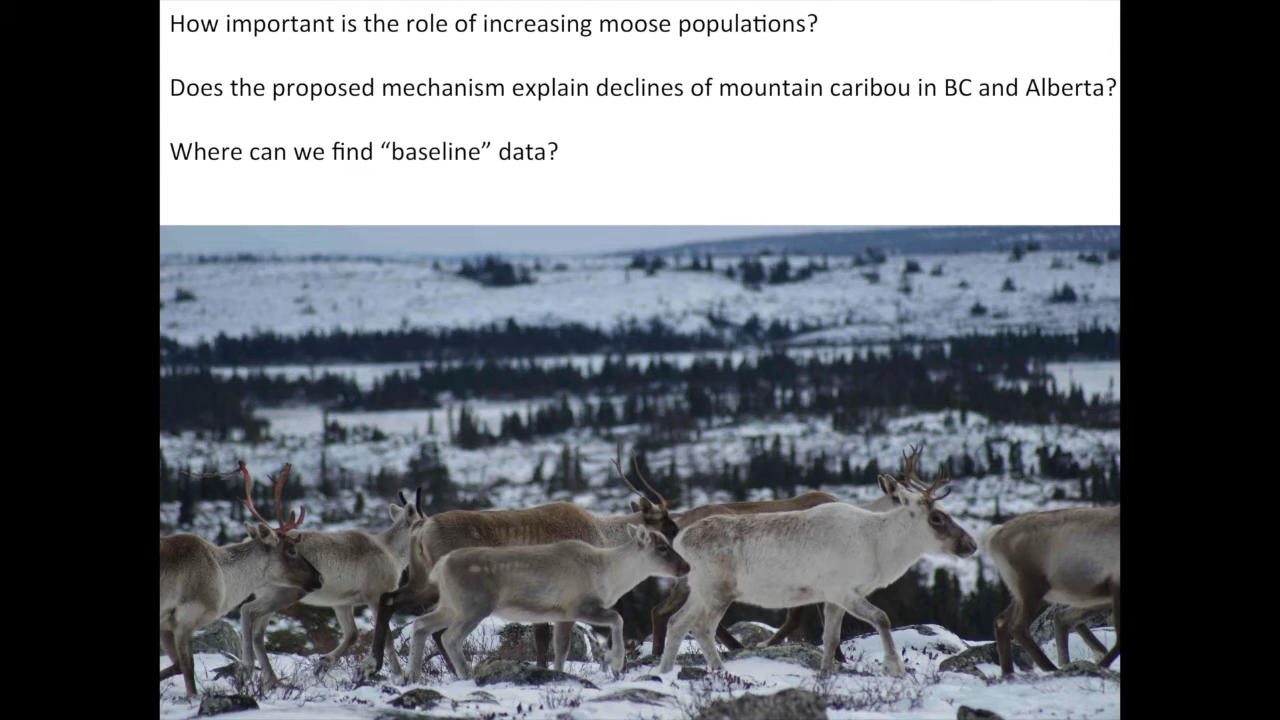 How important is the role of increasing moose populations?
Does the proposed mechanism explain declines of mountain caribou in BC and Alberta?
Where can we find “baseline” data?